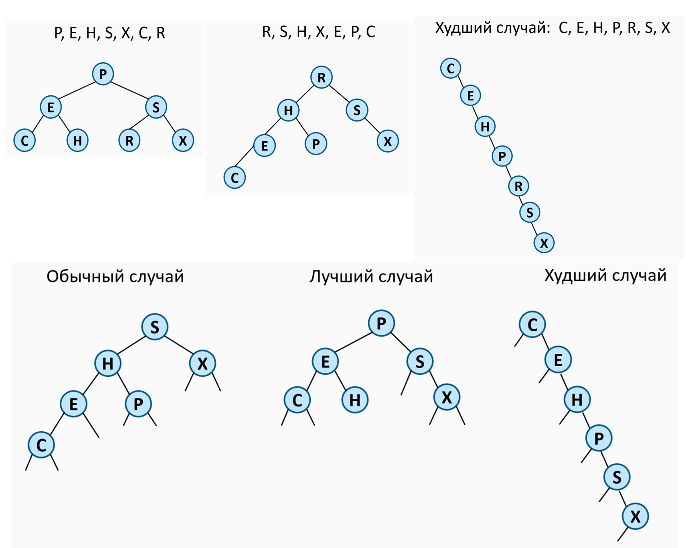 P, E, H, S, X, C, R
P
E S
C H R X
R, S, H, X, E, P, C
R
H S
E P X
C
Худший случай: C, E, H, P, R, S, X
C
E
H
P
R
S
X
Обычный случай
S
H X
E P
C
Лучший случай
P
E S
C H X
Худший случай
C
E
H
P
S
X